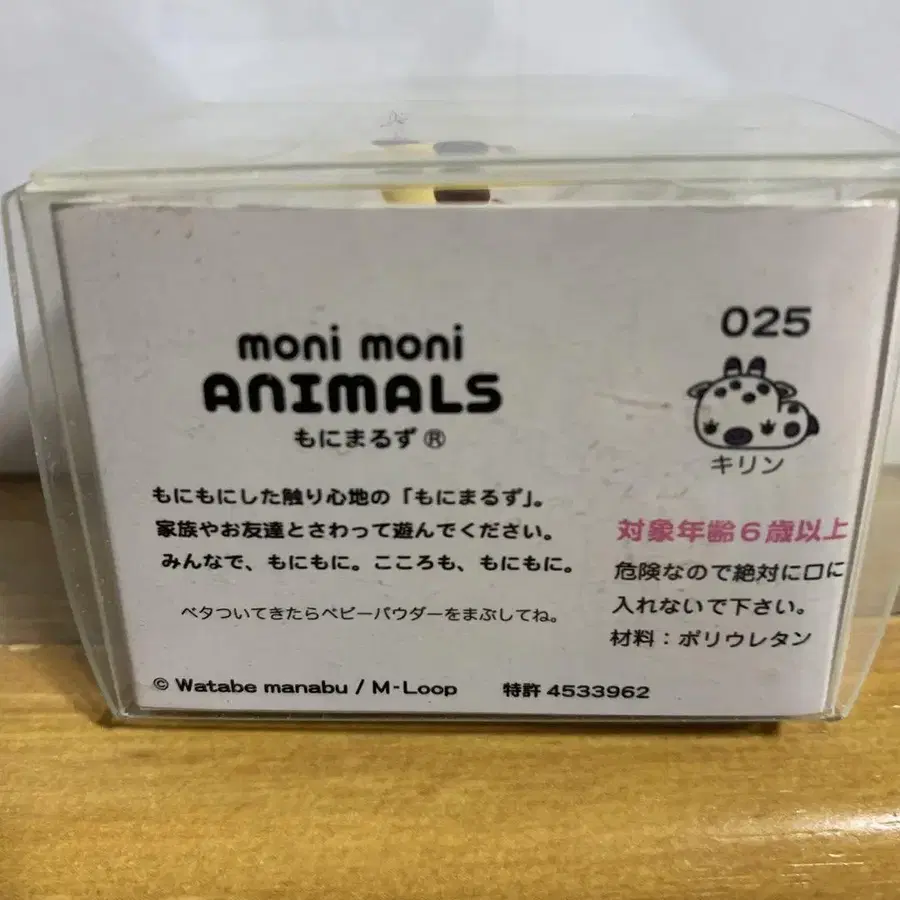 moni moni
ANIMALS
もにまるず®
025
キリン
もにもにした触り心地の「もにまるず」。
家族やお友達とさわって遊んでください。
みんなで、もにもに。こころも、もにもに。
ベタついてきたらベビーパウダーをまぶしてね。
対象年齢6歳以上
危険なので絶対に口に
入れないで下さい。
材料：ポリウレタン
© Watabe manabu / M-Loop 特許 4533962